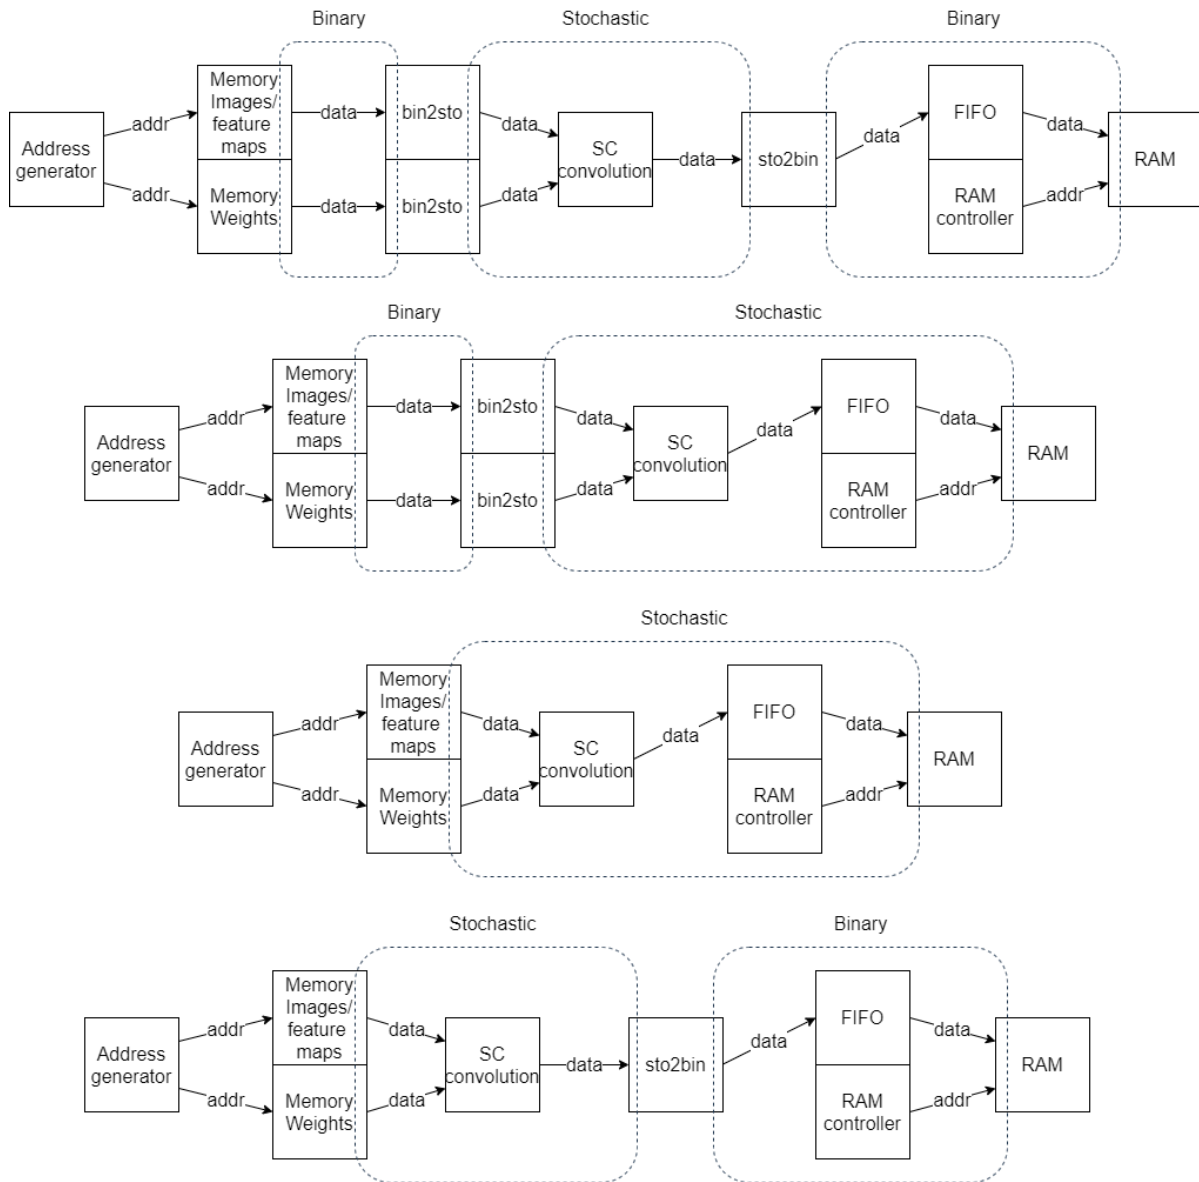 Binary
Stochastic
Binary
Address
generator
addr
addr
Memory
Images/
feature
maps
Memory
Weights
data
data
bin2sto
bin2sto
data
data
SC
convolution
data
sto2bin
data
FIFO
RAM
controller
data
addr
RAM
Binary
Stochastic
Address
generator
addr
addr
Memory
Images/
feature
maps
Memory
Weights
data
data
bin2sto
bin2sto
data
data
SC
convolution
data
FIFO
RAM
controller
data
addr
RAM
Stochastic
Address
generator
addr
addr
Memory
Images/
feature
maps
Memory
Weights
data
data
SC
convolution
data
FIFO
RAM
controller
data
addr
RAM
Stochastic
Binary
Address
generator
addr
addr
Memory
Images/
feature
maps
Memory
Weights
data
data
SC
convolution
data
sto2bin
data
FIFO
RAM
controller
data
addr
RAM